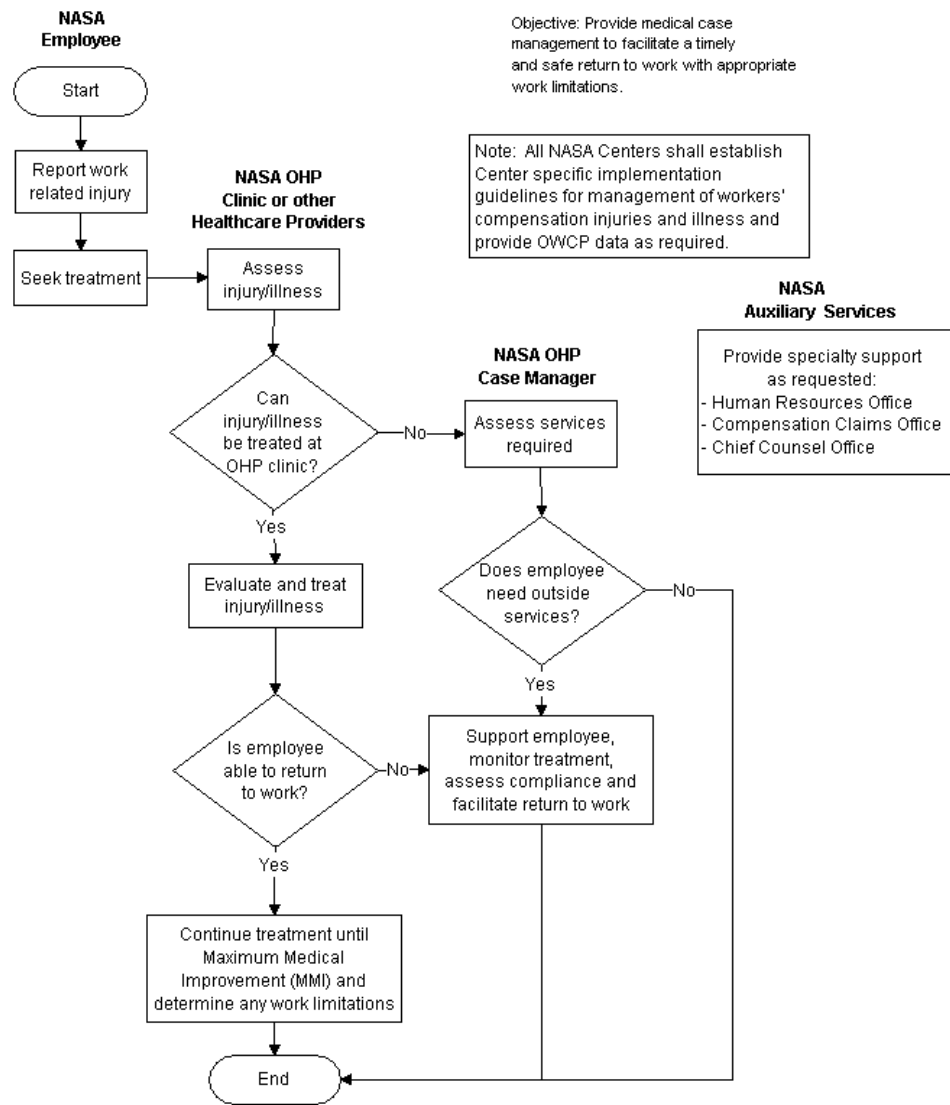 NASA
Employee
Objective: Provide medical case
management to facilitate a timely
and safe return to work with appropriate
work limitations.
Start
Report work
related injury
Note: All NASA Centers shall establish
Center specific implementation
guidelines for management of workers'
compensation injuries and illness and
provide OWCP data as required.
NASA OHP
Clinic or other
Healthcare Providers
Seek treatment
Assess
injury/illness
NASA
Auxiliary Services
Provide specialty support
as requested:
- Human Resources Office
- Compensation Claims Office
- Chief Counsel Office
NASA OHP
Case Manager
Can
injury/illness
be treated at
OHP clinic?
No
Assess services
required
Yes
Does employee
need outside
services?
No
Evaluate and treat
injury/illness
Yes
Is employee
able to return
to work?
No
Support employee,
monitor treatment,
assess compliance and
facilitate return to work
Yes
Continue treatment until
Maximum Medical
Improvement (MMI) and
determine any work limitations
End